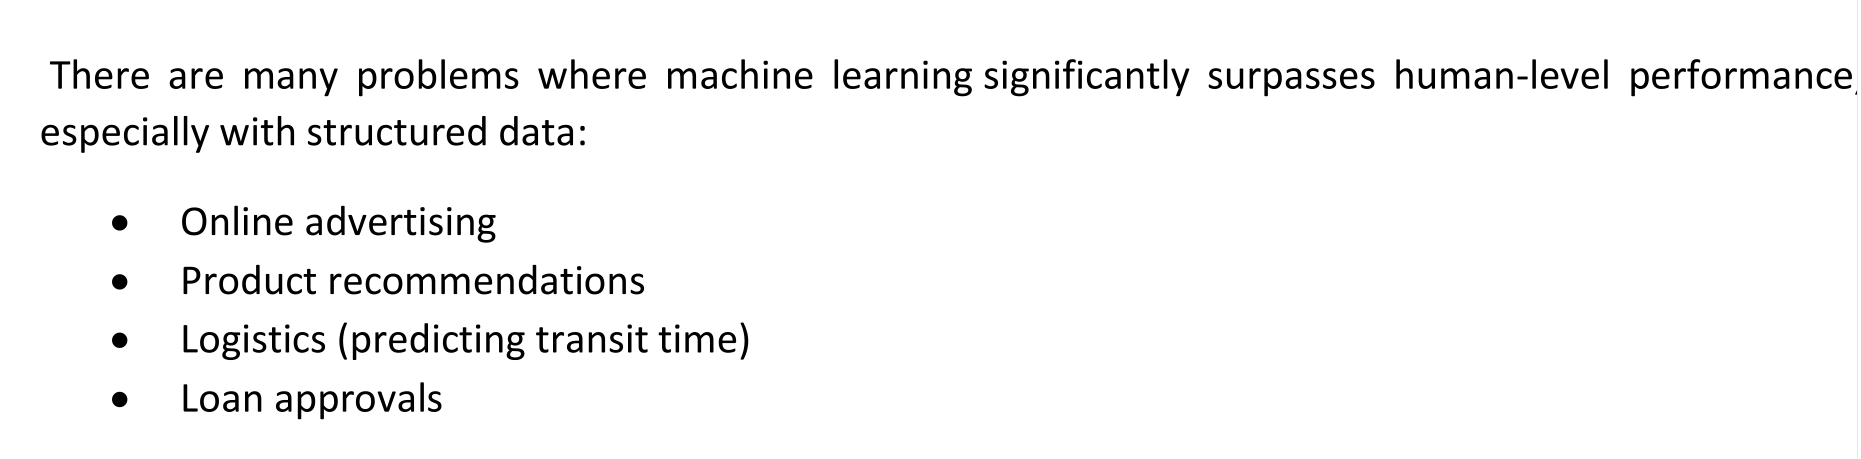 There are many problems where machine learning significantly surpasses human-level performance,
especially with structured data:
• Online advertising
• Product recommendations
• Logistics (predicting transit time)
• Loan approvals